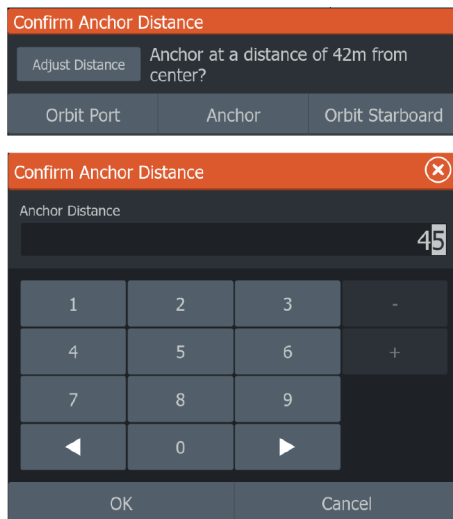 Confirm Anchor Distance
Adjust Distance
Anchor at a distance of 42m from
center?
Orbit Port
Anchor
Orbit Starboard
Confirm Anchor Distance
Anchor Distance
45
1 2 3 -
4 5 6 +
7 8 9
0
OK
Cancel